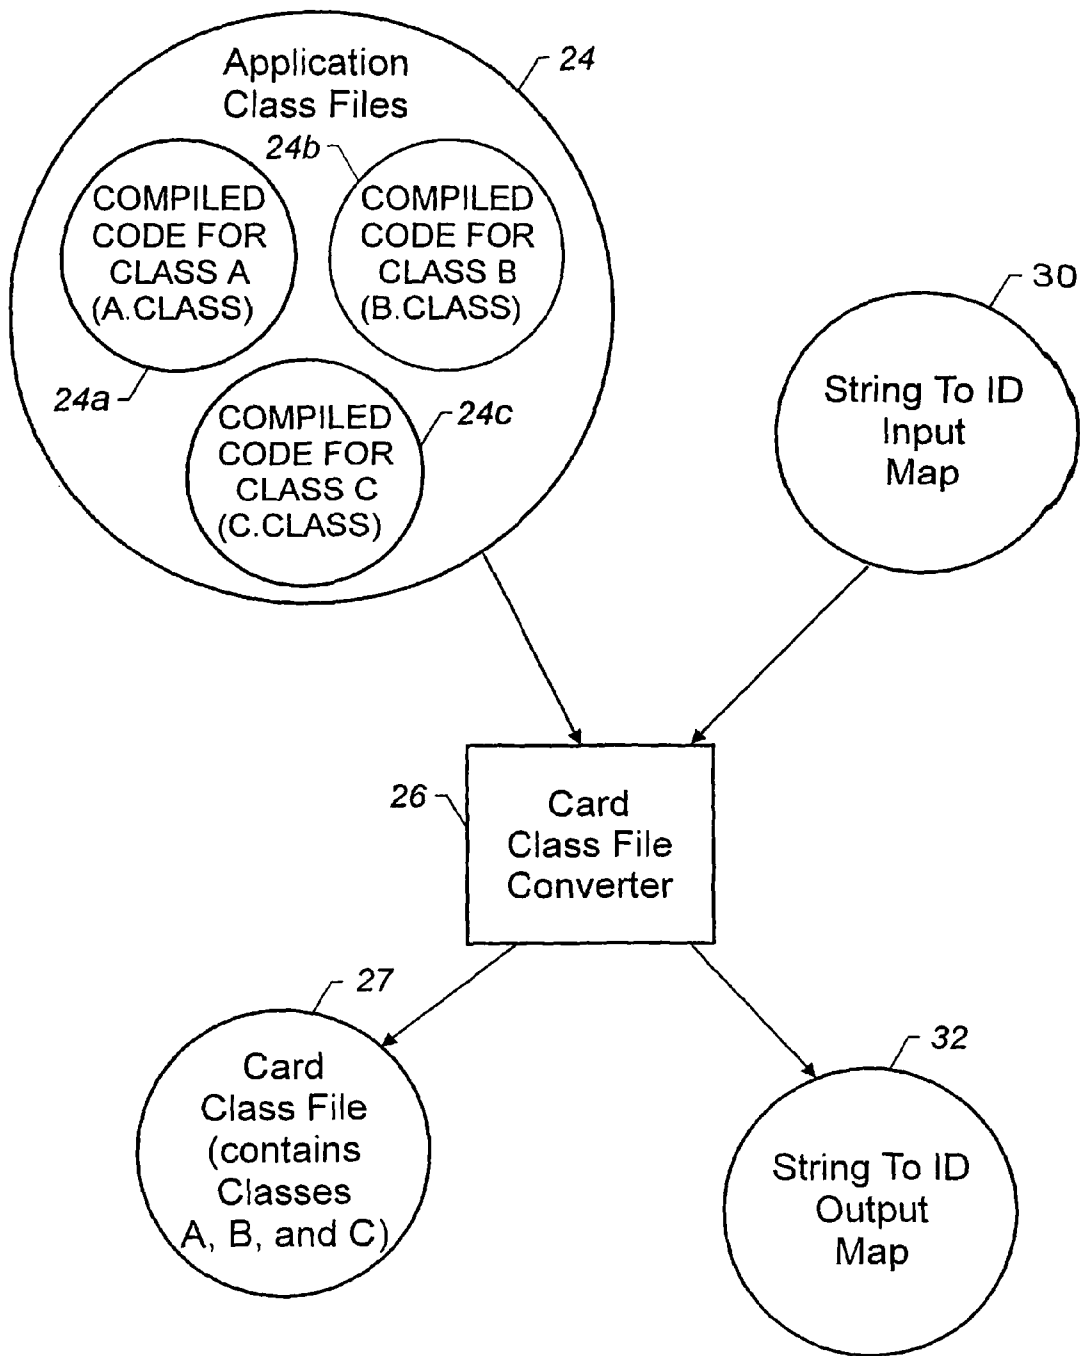 Application
Class Files
24
24b
COMPILED
CODE FOR
CLASS A
(A.CLASS)
COMPILED
CODE FOR
CLASS B
(B.CLASS)
24a
COMPILED
CODE FOR
CLASS C
(C.CLASS)
24c
30
String To ID
Input
Map
26
Card
Class File
Converter
27
Card
Class File
(contains
Classes
A, B, and C)
32
String To ID
Output
Map